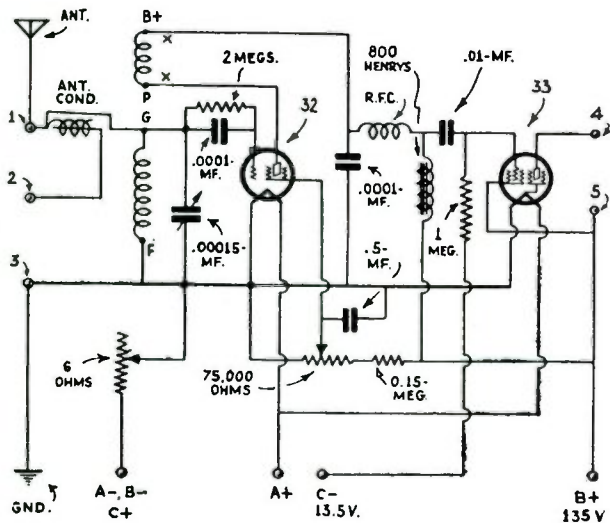 ANT.
B+
X
X
P
G
2 MEGS.
800
HENRYS
.01-MF.
ANT.
COND.
R.F.C.
32
33
1
2
3
4
5
.0001-
MF.
.00015-
MF.
F
.0001-
MF.
.5-
MF.
1
MEG.
6
OHMS
75,000
OHMS
0.15-
MEG.
GND.
A-, B-
C+
A+
C-
13.5 V.
B+
135 V